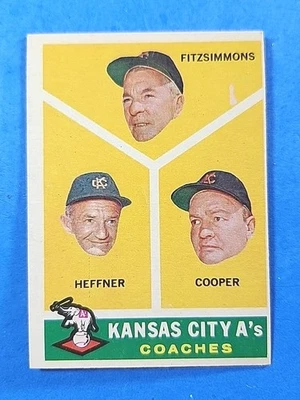 FITZSIMMONS
HEFFNER
COOPER
KANSAS CITY A's
COACHES